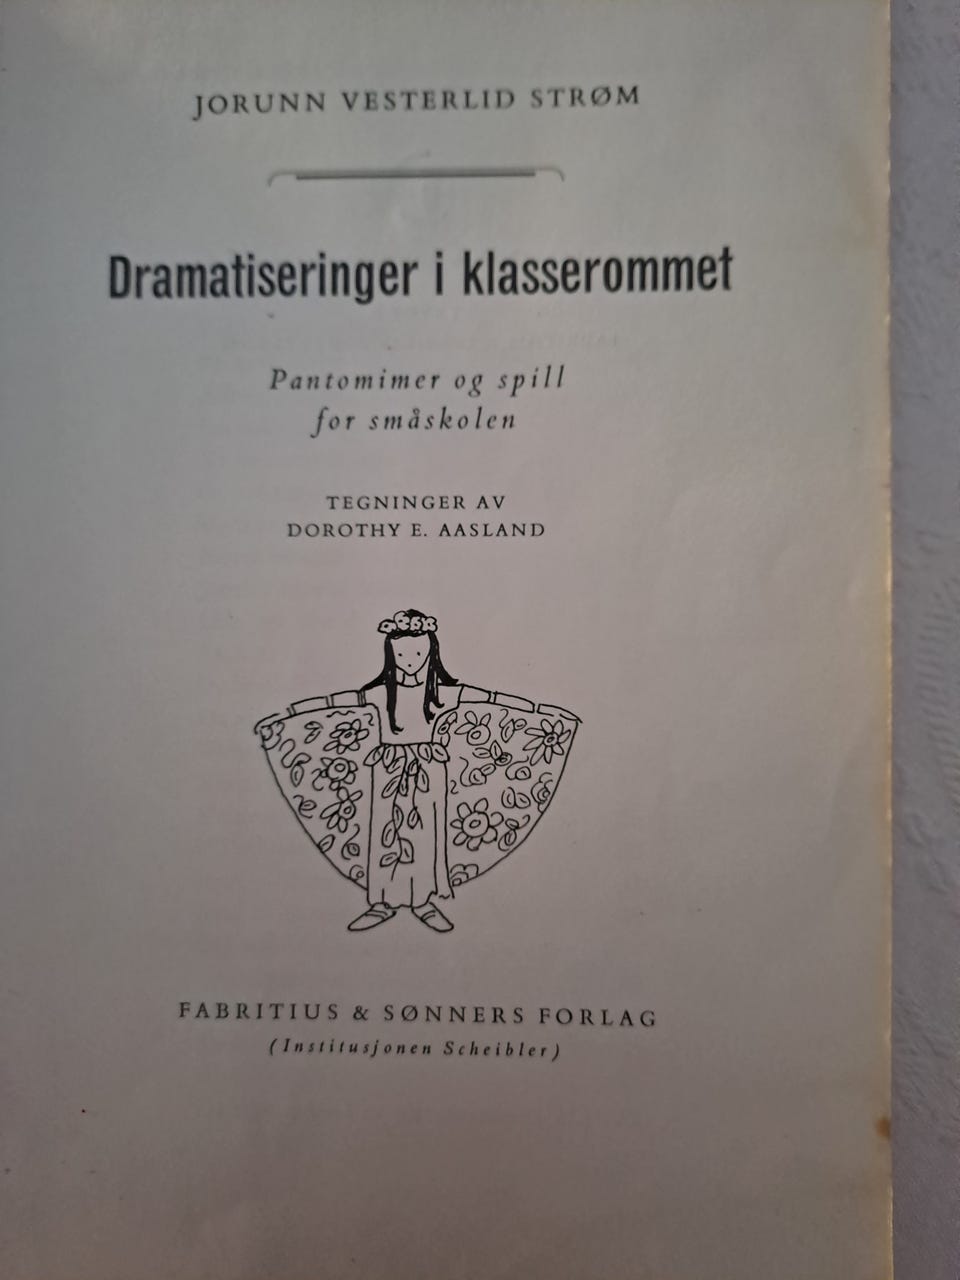 JORUNN VESTERLID STRØM
Dramatiseringer i klasserommet
Pantomimer og spill
for småskolen
TEGNINGER AV
DOROTHY E. AASLAND
FABRITIUS & SØNNERS FORLAG
(Institusjonen Scheibler)